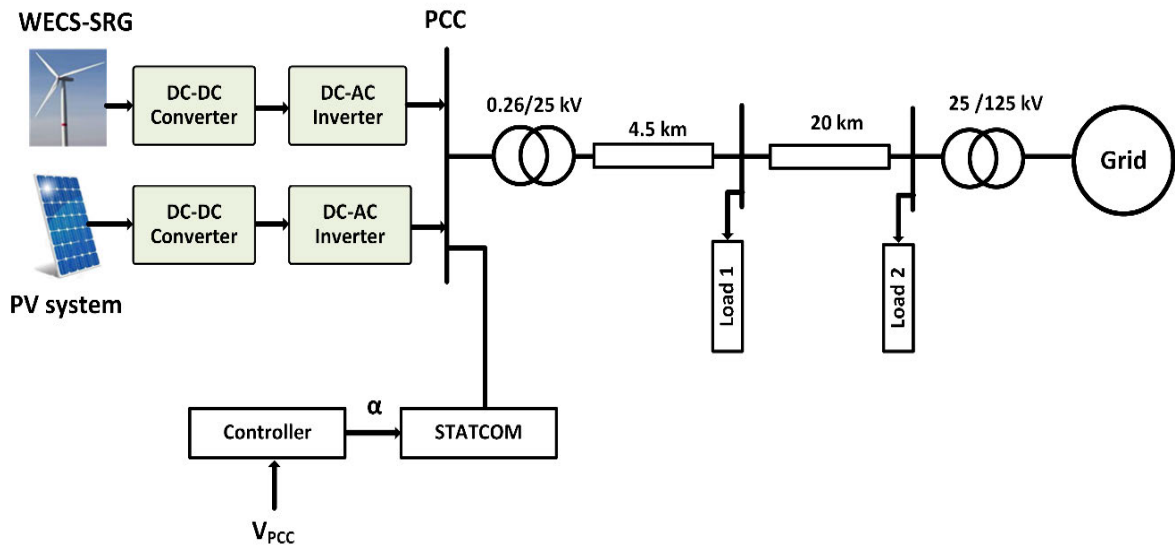 WECS-SRG
PCC
DC-DC
Converter
DC-AC
Inverter
0.26/25 kV
4.5 km
20 km
25 /125 kV
Grid
DC-DC
Converter
DC-AC
Inverter
PV system
Load 1
Load 2
α
Controller
STATCOM
VPCC